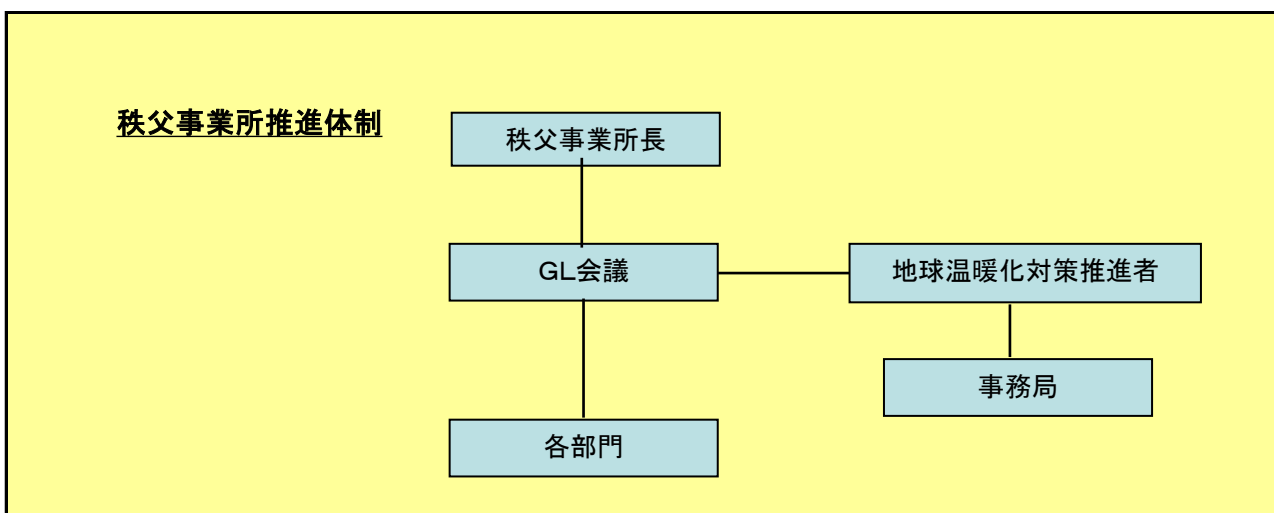 秩父事業所推進体制
秩父事業所長
GL会議
地球温暖化対策推進者
事務局
各部門